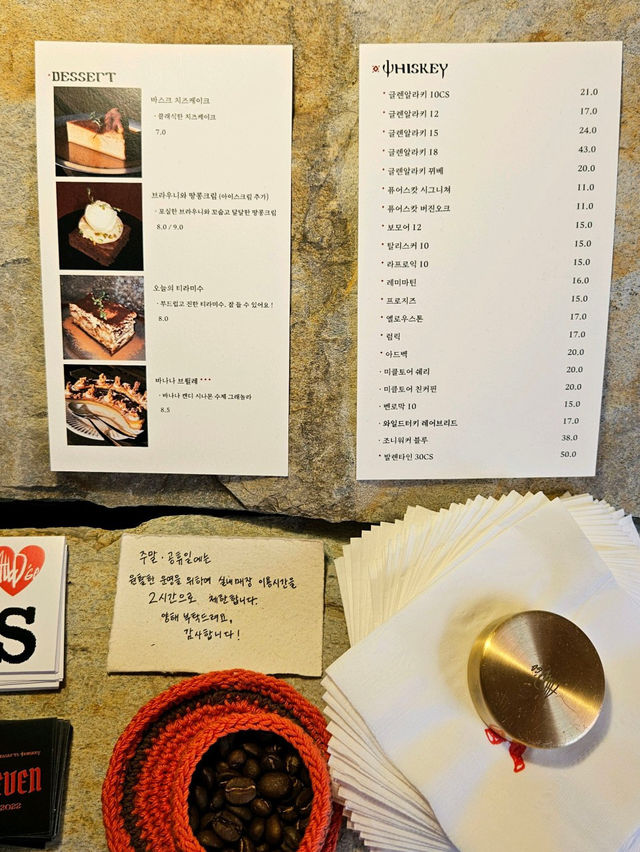 ·DESSERT
바스크 치즈케이크
· 클래식한 치즈케이크
7.0
브라우니와 땅콩크림 (아이스크림 추가)
· 포실한 브라우니와 꼬숩고 달달한 땅콩크림
8.0 / 9.0
오늘의 티라미수
· 부드럽고 진한 티라미수. 잘 들 수 있어요 !
8.0
바나나 브륄레 ***
· 바나나 캔디 시나몬 수제 그래놀라
8.5
WHISKEY
* 글렌알라키 10CS 21.0
* 글렌알라키 12 17.0
* 글렌알라키 15 24.0
* 글렌알라키 18 43.0
* 글렌알라키 뀌베 20.0
* 퓨어스캇 시그니쳐 11.0
* 퓨어스캇 버진오크 11.0
* 보모어 12 15.0
* 탈리스커 10 15.0
* 라프로익 10 15.0
* 레미마틴 16.0
* 프로지즈 15.0
* 옐로우스톤 17.0
* 럼릭 17.0
* 아드벡 20.0
· 미클토어 쉐리 20.0
· 미클토어 친커핀 20.0
· 벤로막 10 15.0
· 와일드터키 레어브리드 17.0
· 조니워커 블루 38.0
* 발렌타인 30CS 50.0
주말 · 공휴일에는
원활한 운영을 위하여 실내매장 이용시간을
2시간으로 제한됩니다.
양해 부탁드려요,
감사합니다!
S
EVEN
2022